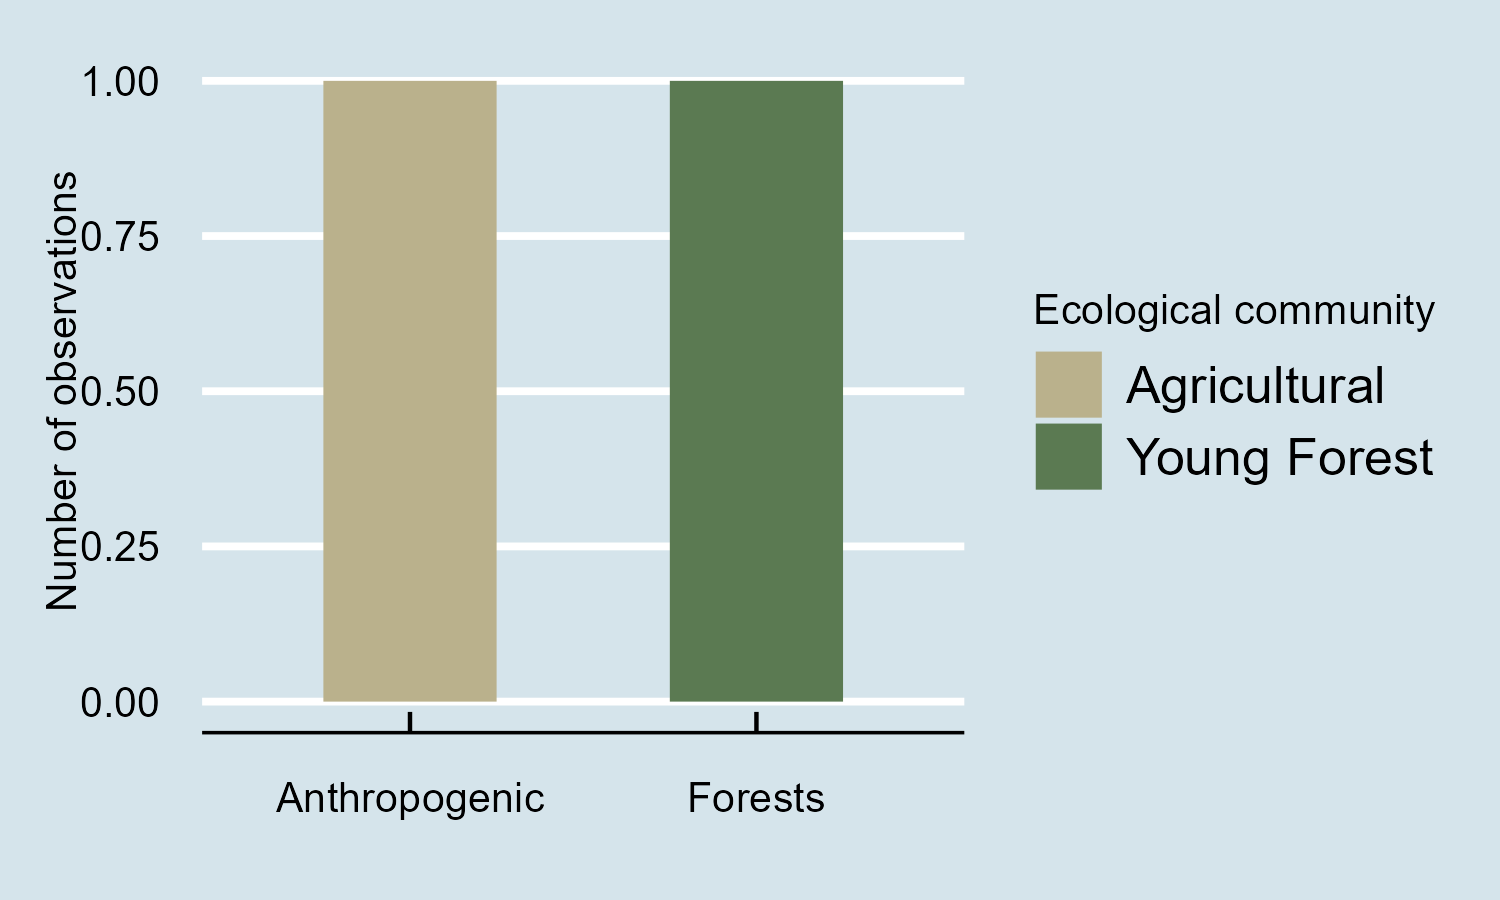 Number of observations
1.00
0.75
0.50
0.25
0.00
Anthropogenic
Forests
Ecological community
Agricultural
Young Forest